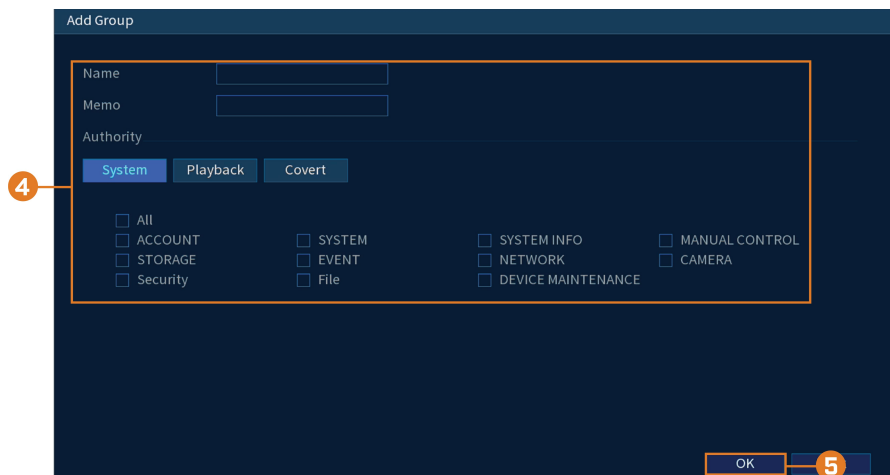 Add Group
Name
Memo
Authority
System Playback Covert
4
All
ACCOUNT SYSTEM SYSTEM INFO MANUAL CONTROL
STORAGE EVENT NETWORK CAMERA
Security File DEVICE MAINTENANCE
OK 5